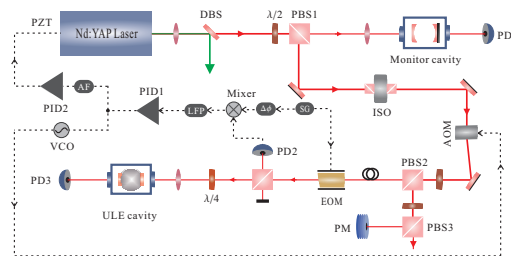 PZT
Nd:YAP Laser
DBS
λ/2
PBS1
PD
Monitor cavity
PID2
AF
PID1
LFP
Mixer
Δϕ
SG
ISO
AOM
VCO
PD2
PBS2
PD3
ULE cavity
λ/4
EOM
PM
PBS3